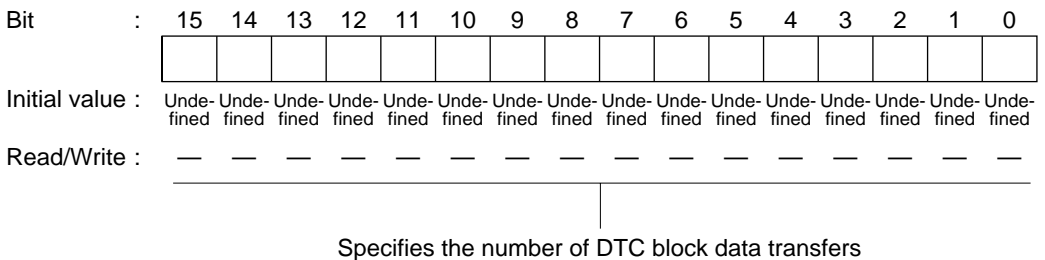 Bit : 15 14 13 12 11 10 9 8 7 6 5 4 3 2 1 0
Initial value : Unde- Unde- Unde- Unde- Unde- Unde- Unde- Unde- Unde- Unde- Unde- Unde- Unde- Unde- Unde- Unde-
fined fined fined fined fined fined fined fined fined fined fined fined fined fined fined fined
Read/Write : — — — — — — — — — — — — — — — —
Specifies the number of DTC block data transfers